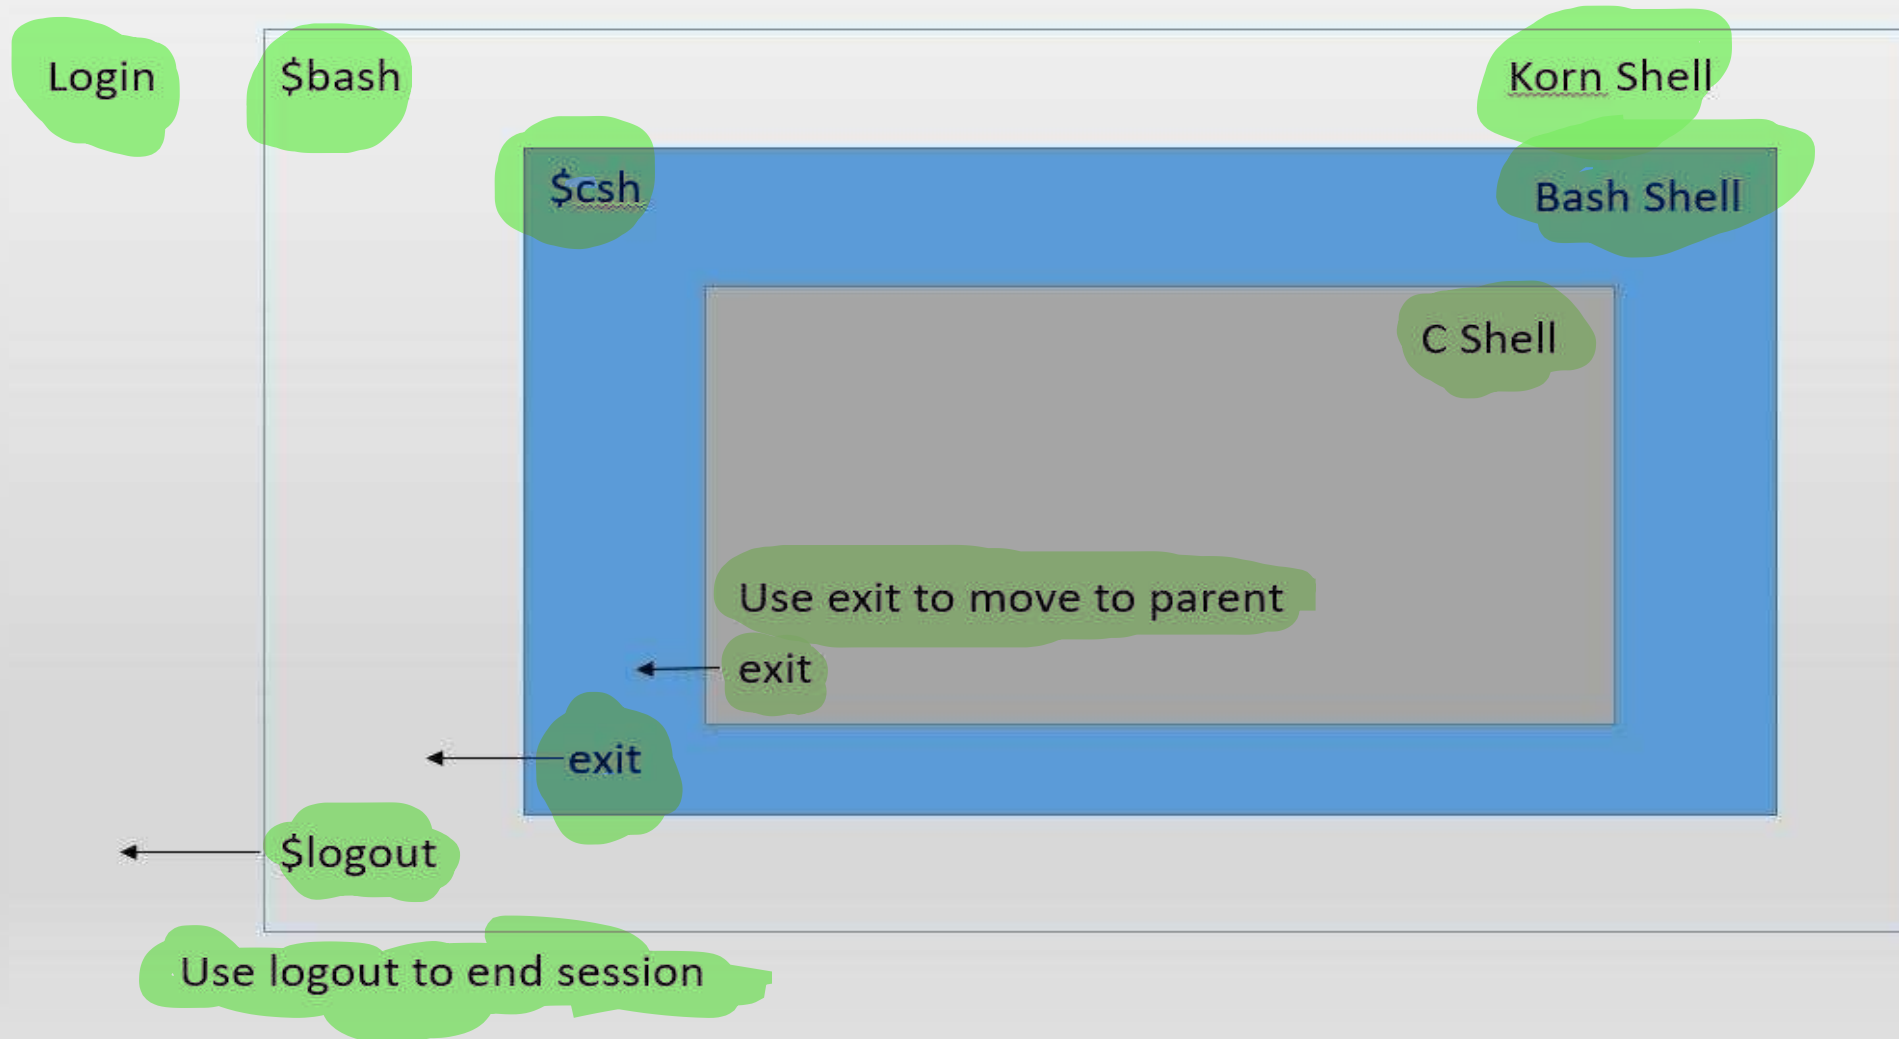 Login
$bash
Korn Shell
$csh
Bash Shell
C Shell
Use exit to move to parent
exit
exit
$logout
Use logout to end session